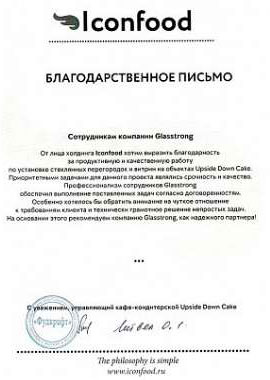 Iconfood
БЛАГОДАРСТВЕННОЕ ПИСЬМО
Сотрудникам компании Glasstrong
От лица холдинга Iconfood хотим выразить благодарность
за продуктивную и качественную работу
по установке стеклянных перегородок и витрин на объектах Upside Down Cake.
Приоритетными задачами для данного проекта являлись срочность и качество.
Профессионализм сотрудников Glasstrong
обеспечил выполнение поставленных задач согласно договоренностям.
Особенно хотелось бы обратить внимание на чуткое отношение
к требованиям клиента и технически грамотное решение непростых задач.
На основании этого рекомендуем компанию Glasstrong, как надежного партнера!
...
С уважением, управляющий кафе-кондитерской Upside Down Cake
«Фудкрафт»
The philosophy is simple
www.iconfood.ru